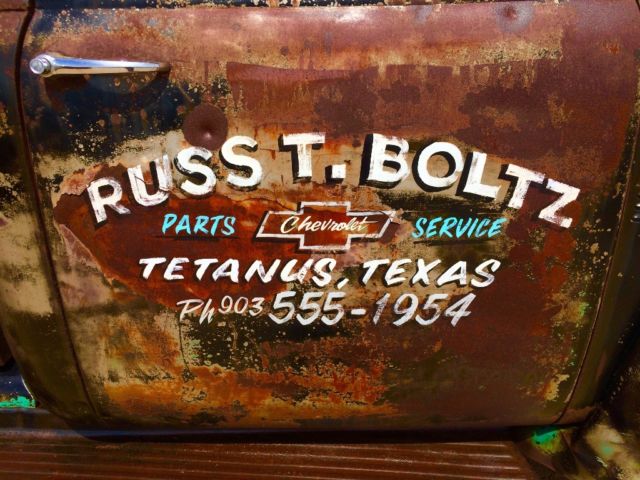 RUSS T. BOLTZ
PARTS Chevrolet SERVICE
TETANUS, TEXAS
Ph 903 555-1954